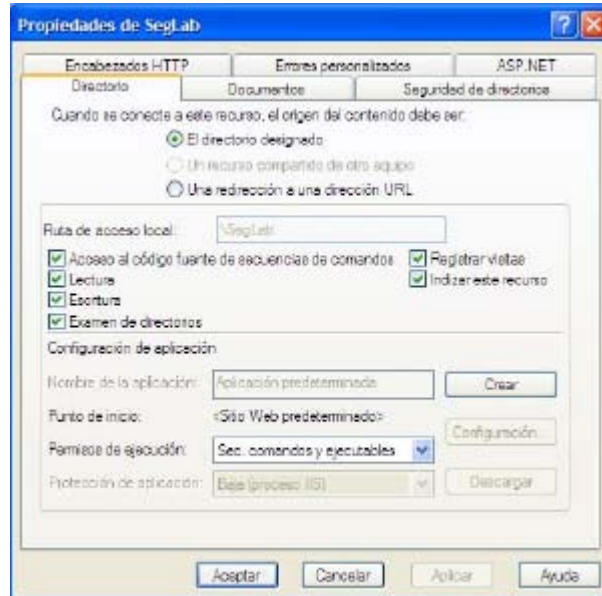 Propiedades de SegLab
Encabezados HTTP Errores personalizados ASP.NET
Directorio Documentos Seguridad de directorios
Cuando se conecte a este recurso, el origen del contenido debe ser:
El directorio designado
Un recurso compartido de otro equipo
Una redirección a una dirección URL
Ruta de acceso local: \SegLab
Acceso al código fuente de secuencias de comandos Registrar visitas
Lectura Indizar este recurso
Escritura
Examen de directorios
Configuración de aplicación
Nombre de la aplicación: Aplicación predeterminada Crear
Punto de inicio: <Sitio Web predeterminado>
Configuración...
Permisos de ejecución: Sec. comandos y ejecutables
Protección de aplicación: Baja (proceso IIS) Descargar
Aceptar Cancelar Aplicar Ayuda